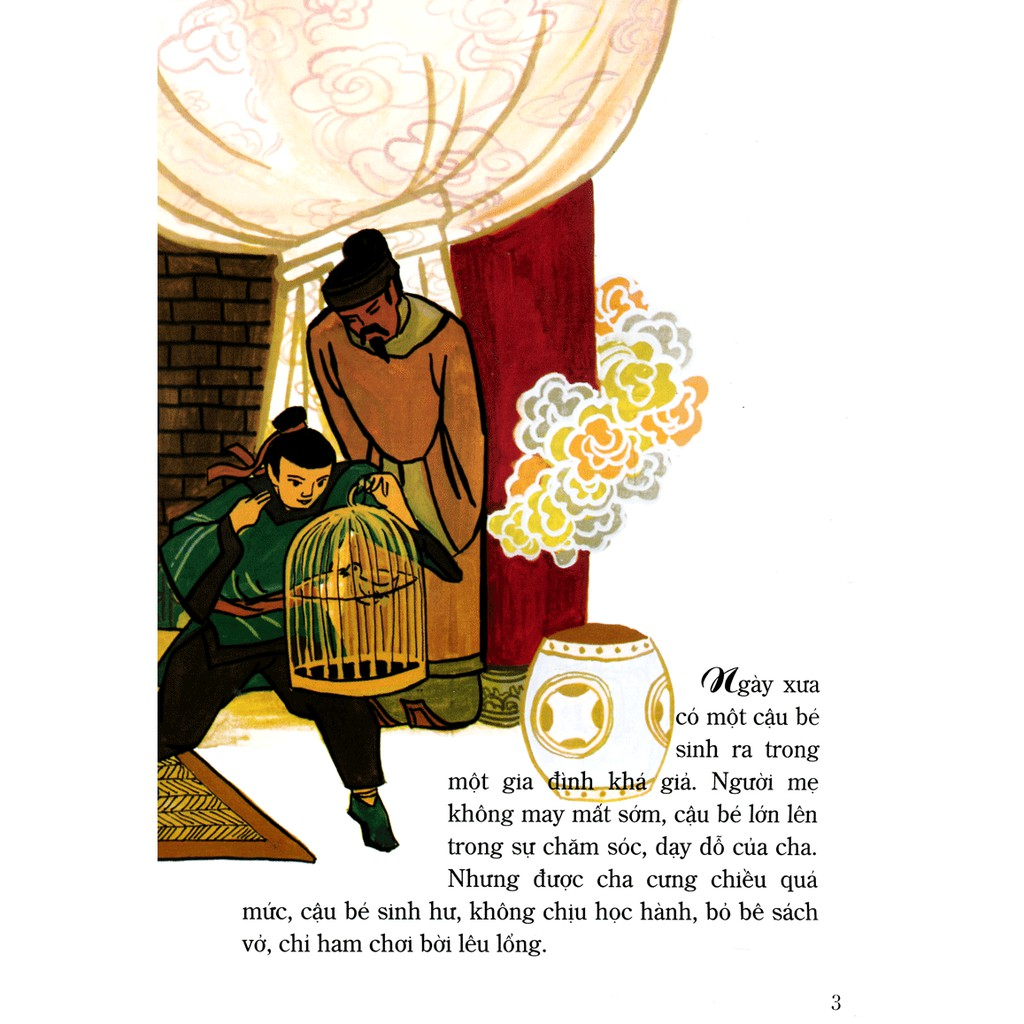 Ngày xưa
có một cậu bé
sinh ra trong
một gia đình khá giả. Người mẹ
không may mất sớm, cậu bé lớn lên
trong sự chăm sóc, dạy dỗ của cha.
Nhưng được cha cưng chiều quá
mức, cậu bé sinh hư, không chịu học hành, bỏ bê sách
vở, chỉ ham chơi bời lêu lổng.
3